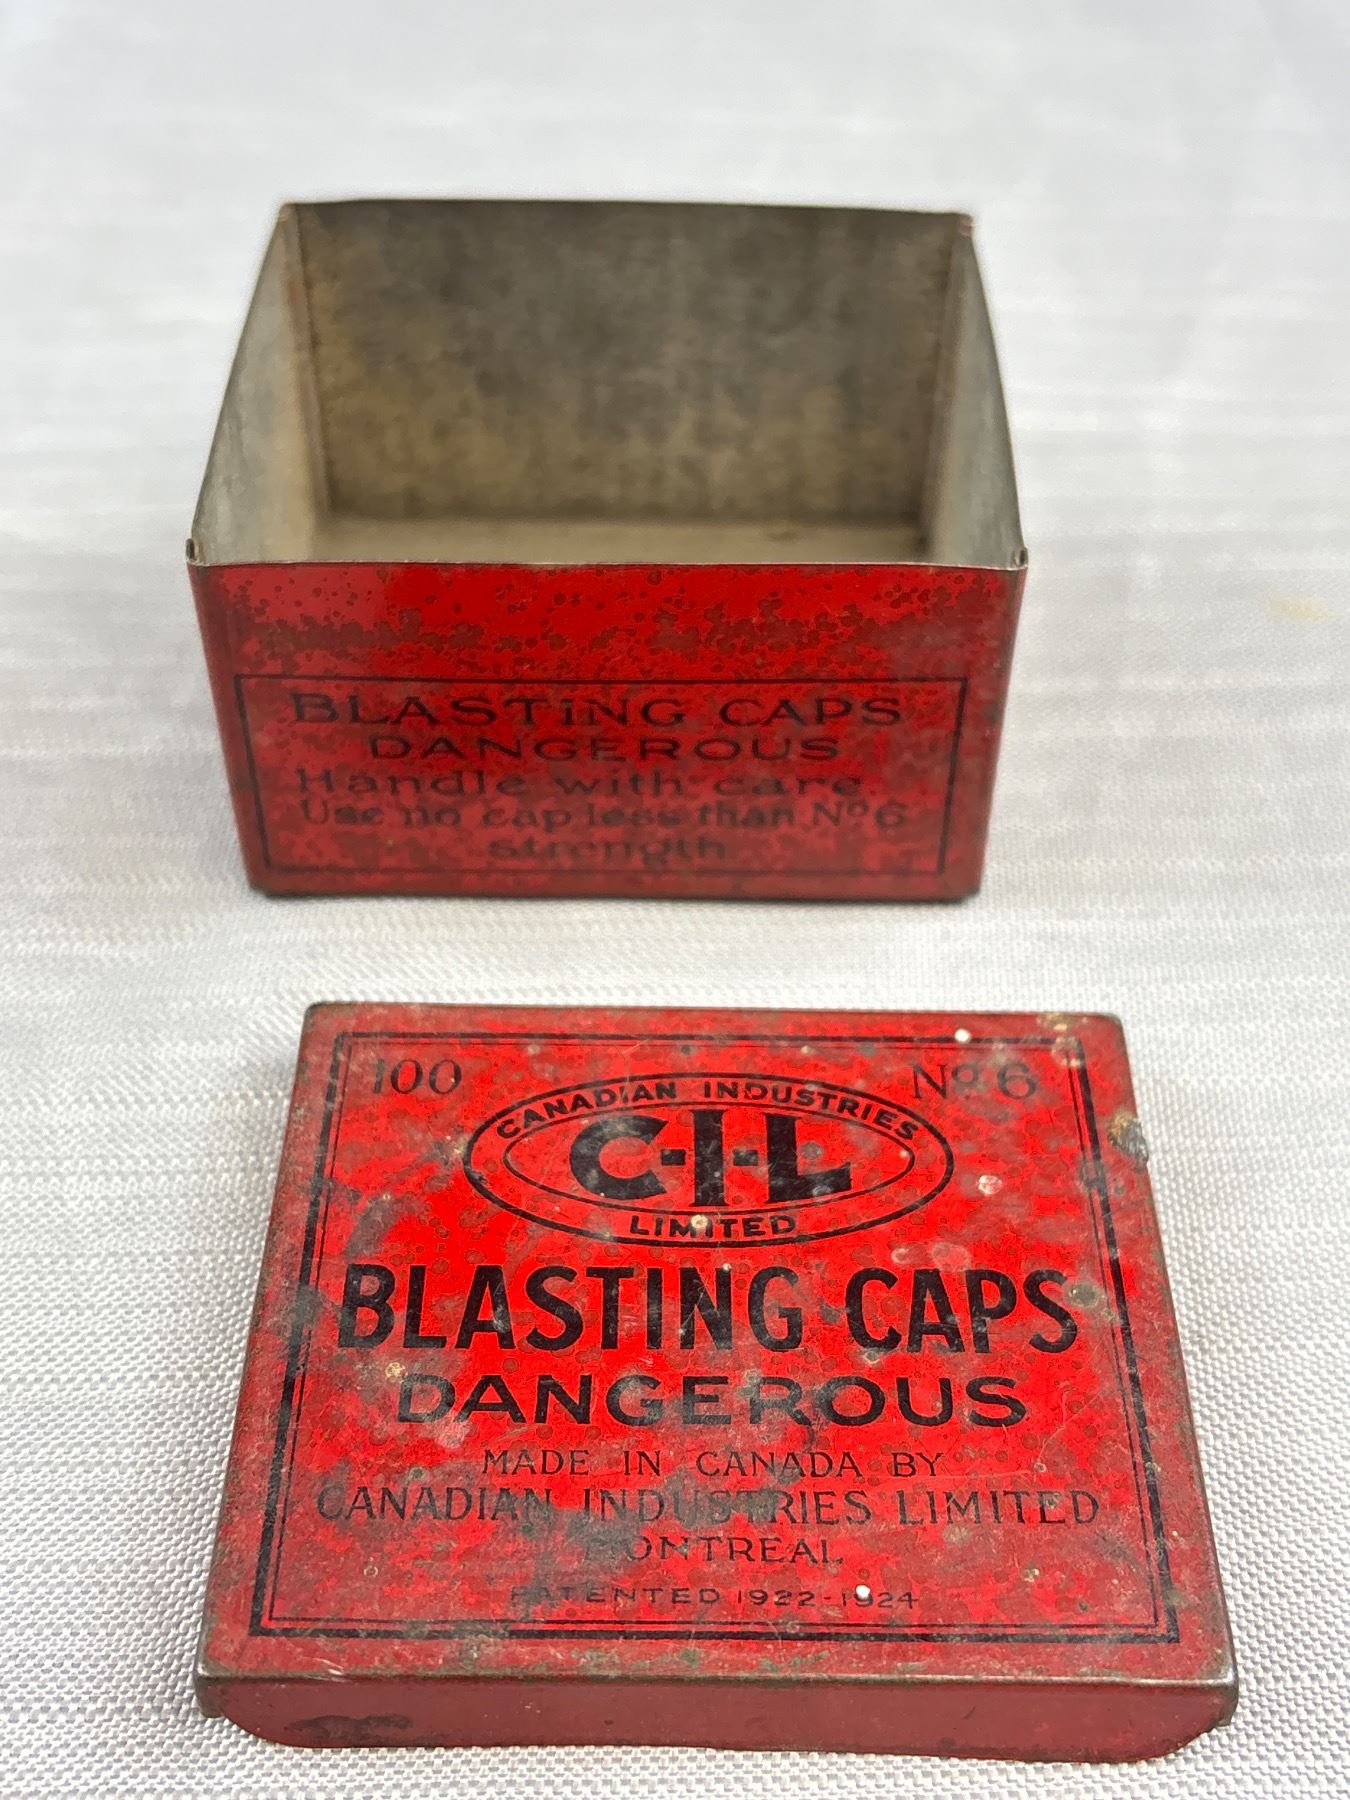 BLASTING CAPS
DANGEROUS
Handle with care
Use no cap less than No 6
strength
100 No 6
CANADIAN INDUSTRIES
C-I-L
LIMITED
BLASTING CAPS
DANGEROUS
MADE IN CANADA BY
CANADIAN INDUSTRIES LIMITED
MONTREAL
PATENTED 1922-1924